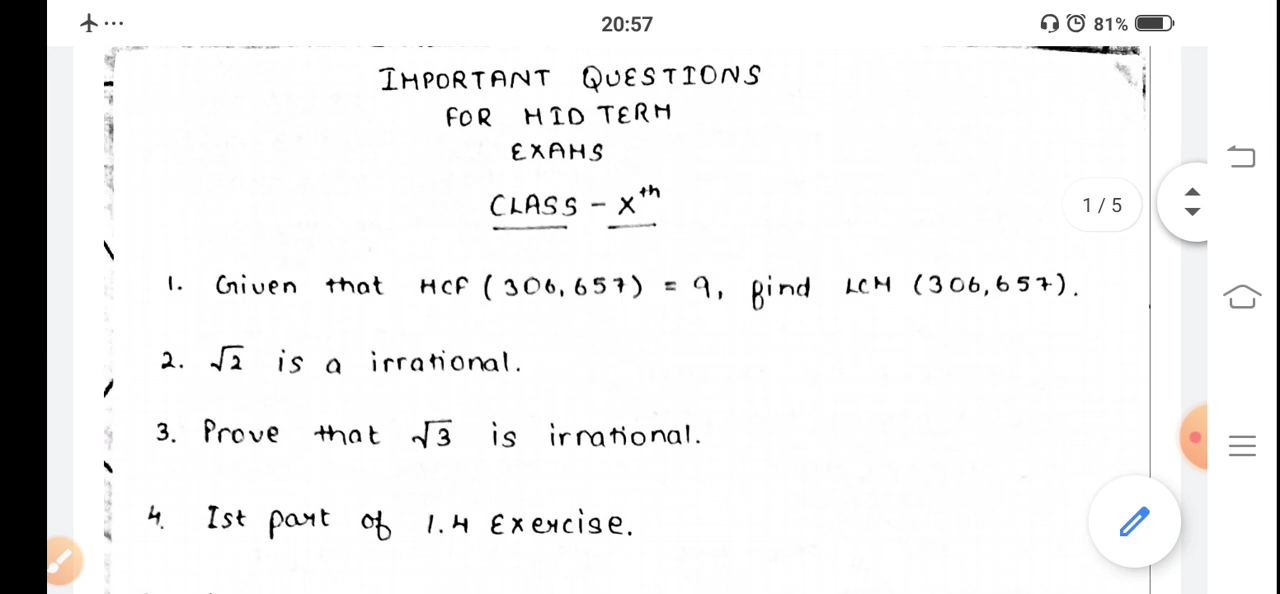 20:57
81%
IMPORTANT QUESTIONS
FOR MID TERM
EXAMS
CLASS - Xth
1 / 5
1. Given that HCF (306,657) = 9, find LCM (306,657).
2. √2 is a irrational.
3. Prove that √3 is irrational.
4. Ist part of 1.4 Exercise.